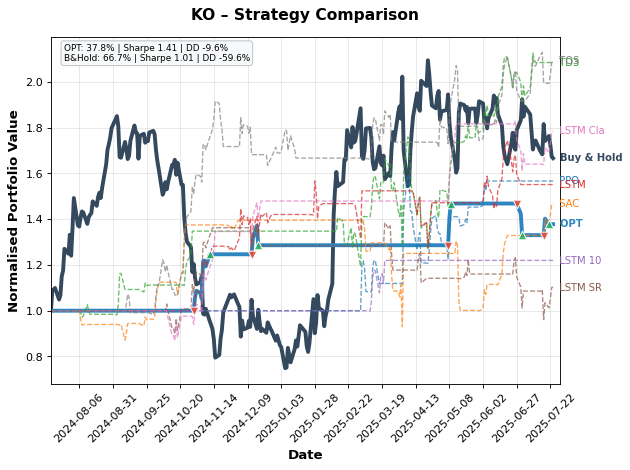 KO – Strategy Comparison
OPT: 37.8% | Sharpe 1.41 | DD -9.6%
B&Hold: 66.7% | Sharpe 1.01 | DD -59.6%
Normalised Portfolio Value
2.0
1.8
1.6
1.4
1.2
1.0
0.8
LSTM Cla
Buy & Hold
PPO
LSTM
SAC
OPT
LSTM 10
LSTM SR
2024-08-06
2024-08-31
2024-09-25
2024-10-20
2024-11-14
2024-12-09
2025-01-03
2025-01-28
2025-02-22
2025-03-19
2025-04-13
2025-05-08
2025-06-02
2025-06-27
2025-07-22
Date